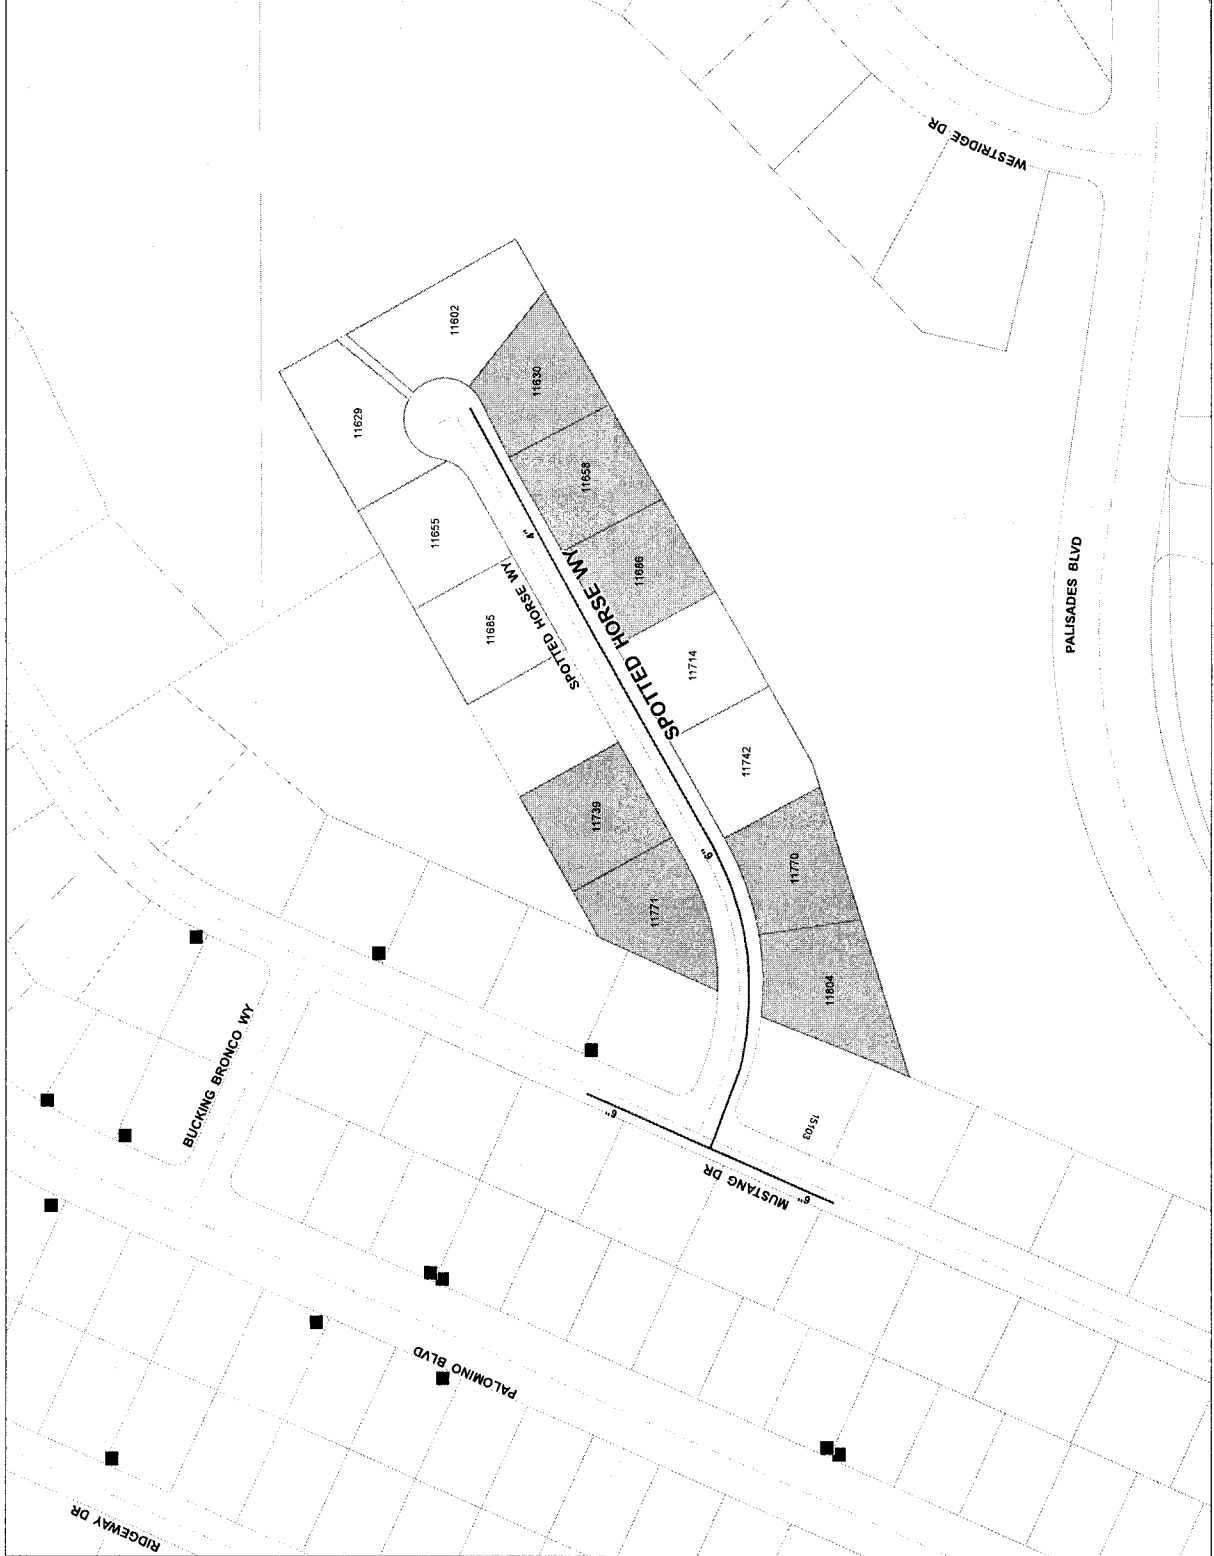 WESTRIDGE DR
11602
11630
11629
11658
11655
4"
SPOTTED HORSE WY
11686
11685
SPOTTED HORSE WY
11714
PALISADES BLVD
11742
11739
6"
11770
11771
11804
BUCKING BRONCO WY
6"
15103
MUSTANG DR
6"
PALOMINO BLVD
RIDGEWAY DR